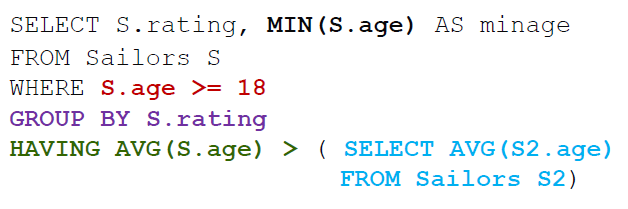 SELECT S.rating, MIN(S.age) AS minage
FROM Sailors S
WHERE S.age >= 18
GROUP BY S.rating
HAVING AVG(S.age) > ( SELECT AVG(S2.age)
FROM Sailors S2)